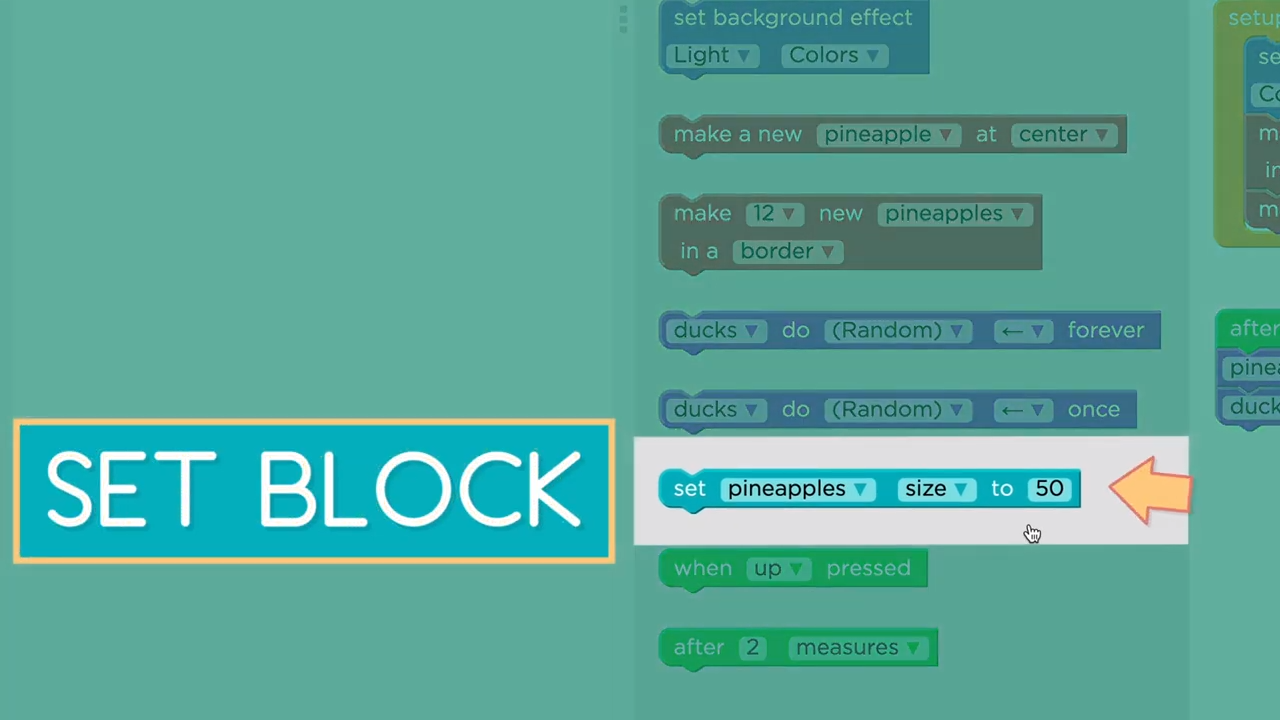 set background effect
Light ▼ Colors ▼
make a new pineapple ▼ at center ▼
make 12 ▼ new pineapples ▼
in a border ▼
ducks ▼ do (Random) ▼ ← ▼ forever
ducks ▼ do (Random) ▼ ← ▼ once
SET BLOCK
set pineapples ▼ size ▼ to 50
when up ▼ pressed
after 2 measures ▼
setup
after